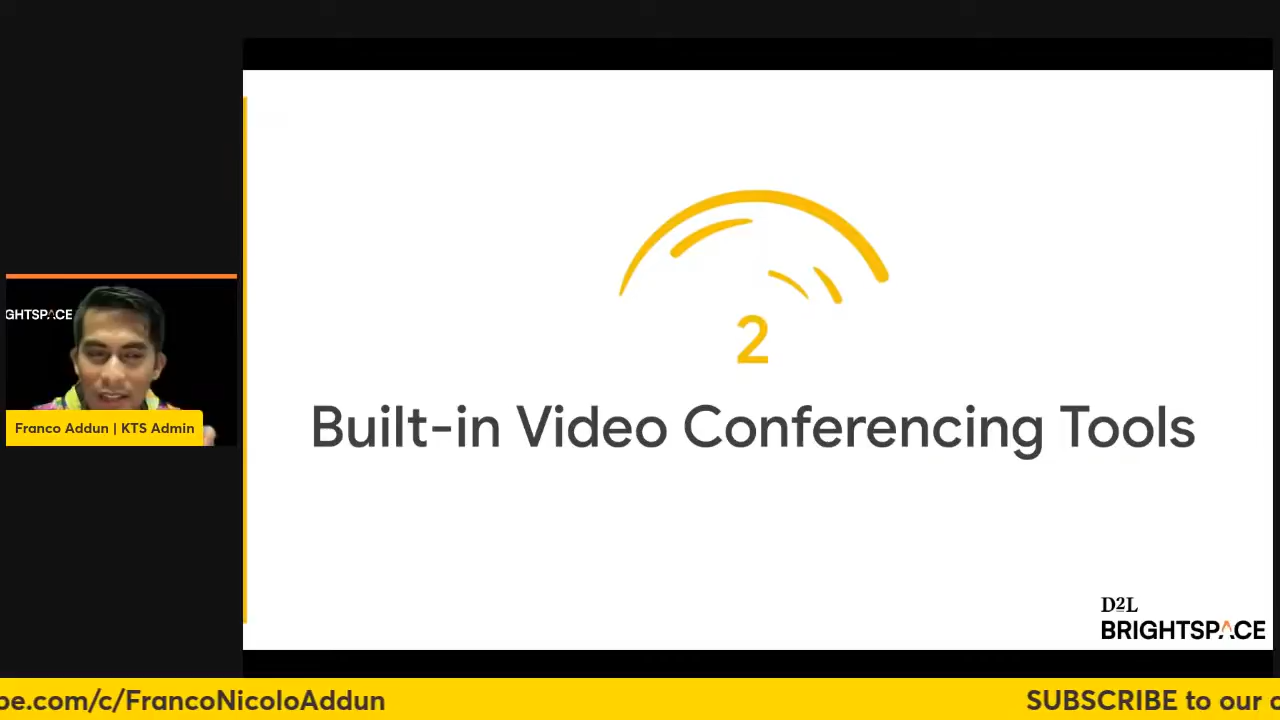 2
Built-in Video Conferencing Tools
GHTSPACE
Franco Addun | KTS Admin
D2L
BRIGHTSPACE
be.com/c/FrancoNicoloAddun
SUBSCRIBE to our